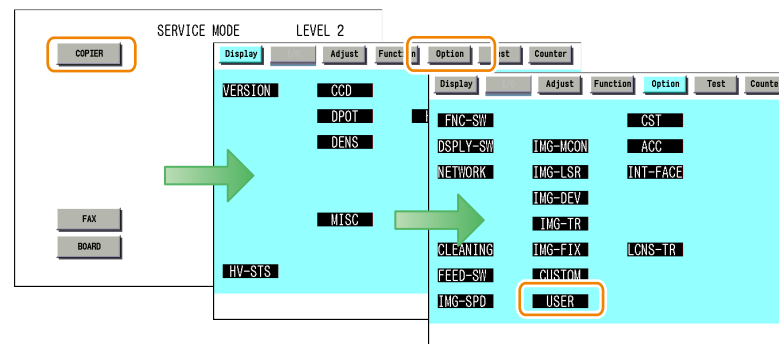 SERVICE MODE LEVEL 2
COPIER
FAX
BOARD
Display Adjust Function Option Counter
VERSION CCD
DPOT
DENS
MISC
HV-STS
Display Adjust Function Option Test Counte
FNC-SW CST
DSPLY-SW IMG-MCON ACC
NETWORK IMG-LSR INT-FACE
IMG-DEV
IMG-TR
CLEANING IMG-FIX LCNS-TR
FEED-SW CUSTOM
IMG-SPD USER